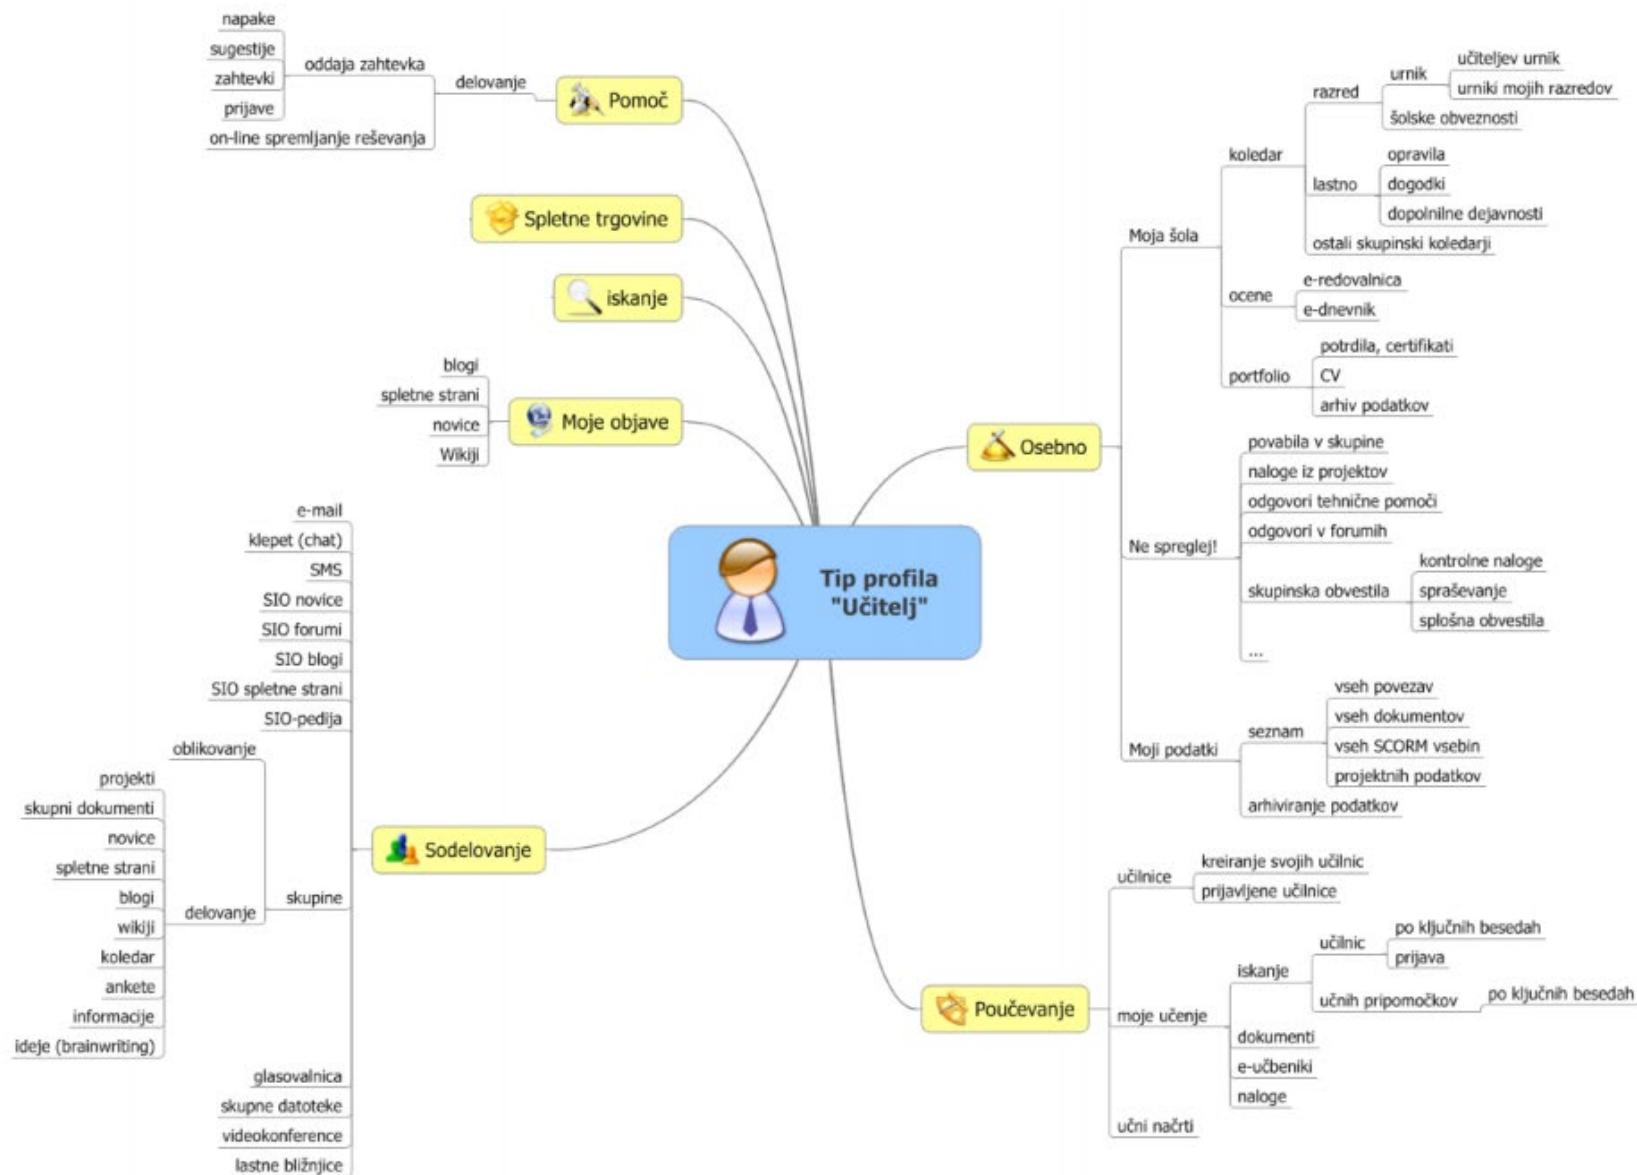 napake
sugestije
zahtevki
prijave
oddaja zahtevka
on-line spremljanje reševanja
delovanje
Pomoč
Spletne trgovine
iskanje
blogi
spletne strani
novice
Wikiji
Moje objave
e-mail
klepet (chat)
SMS
SIO novice
SIO forumi
SIO blogi
SIO spletne strani
SIO-pedija
oblikovanje
projekti
skupni dokumenti
novice
spletne strani
blogi
wikiji
koledar
ankete
informacije
ideje (brainwriting)
delovanje
skupine
glasovalnica
skupne datoteke
videokonference
lastne bližnjice
Sodelovanje
Tip profila
"Učitelj"
Osebno
Moja šola
koledar
razred
urnik
učiteljev urnik
urniki mojih razredov
šolske obveznosti
lastno
opravila
dogodki
dopolnilne dejavnosti
ostali skupinski koledarji
ocene
e-redovalnica
e-dnevnik
portfolio
potrdila, certifikati
CV
arhiv podatkov
Ne spreglej!
povabila v skupine
naloge iz projektov
odgovori tehnične pomoči
odgovori v forumih
skupinska obvestila
kontrolne naloge
spraševanje
splošna obvestila
...
Moji podatki
seznam
vseh povezav
vseh dokumentov
vseh SCORM vsebin
projektnih podatkov
arhiviranje podatkov
Poučevanje
učilnice
kreiranje svojih učilnic
prijavljene učilnice
moje učenje
iskanje
učilnic
po ključnih besedah
prijava
učnih pripomočkov
po ključnih besedah
dokumenti
e-učbeniki
naloge
učni načrti